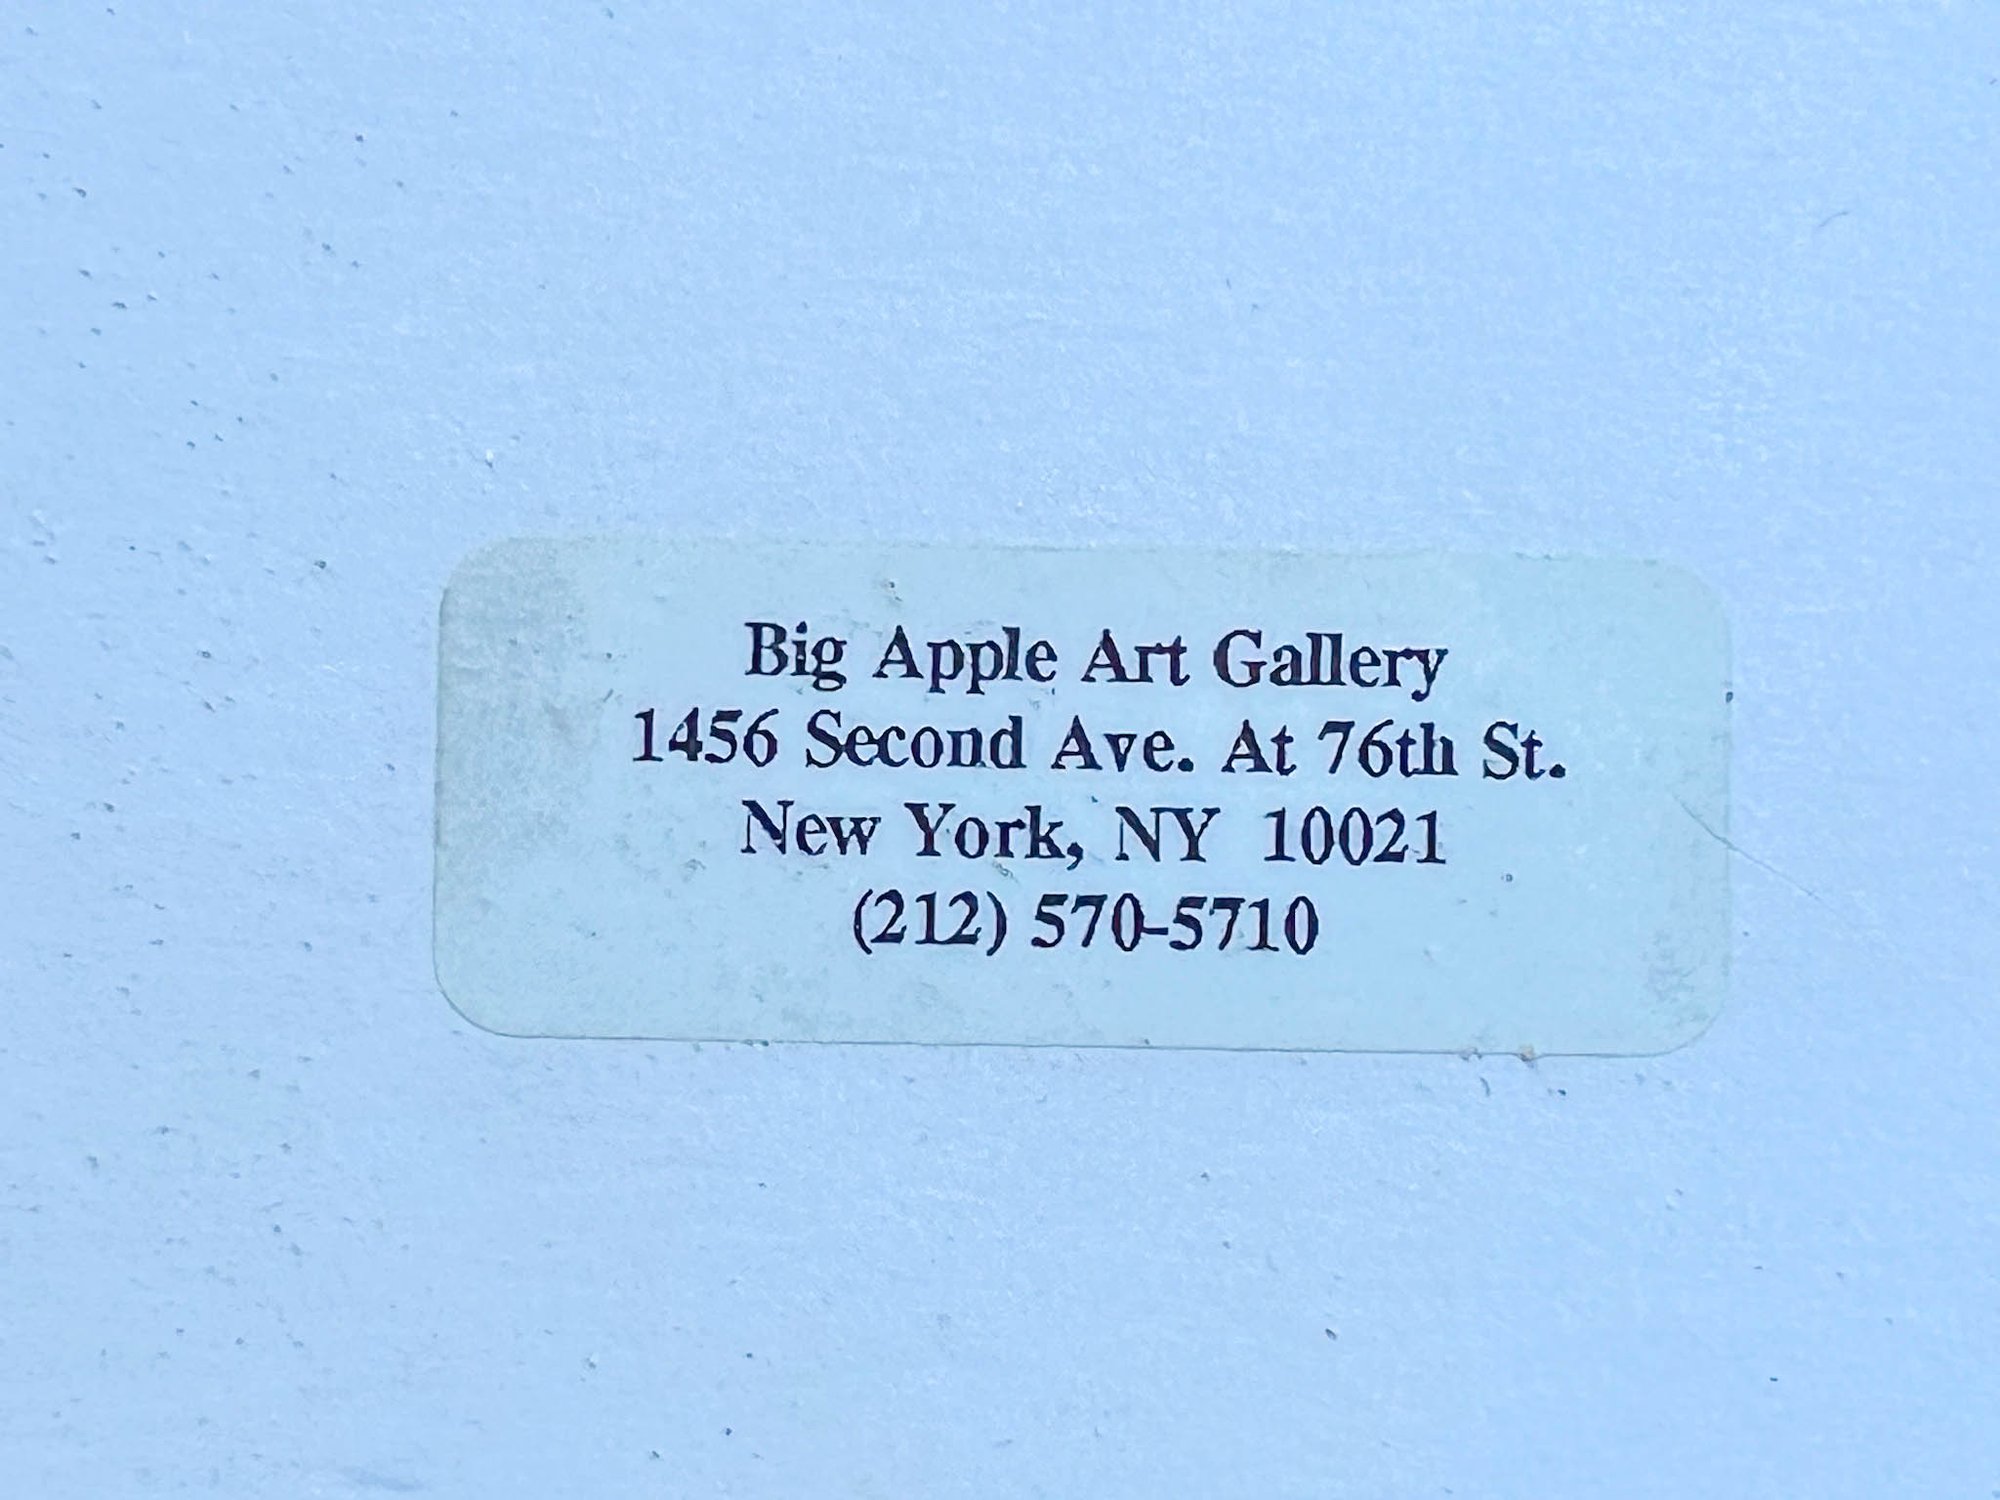 Big Apple Art Gallery
1456 Second Ave. At 76th St.
New York, NY 10021
(212) 570-5710